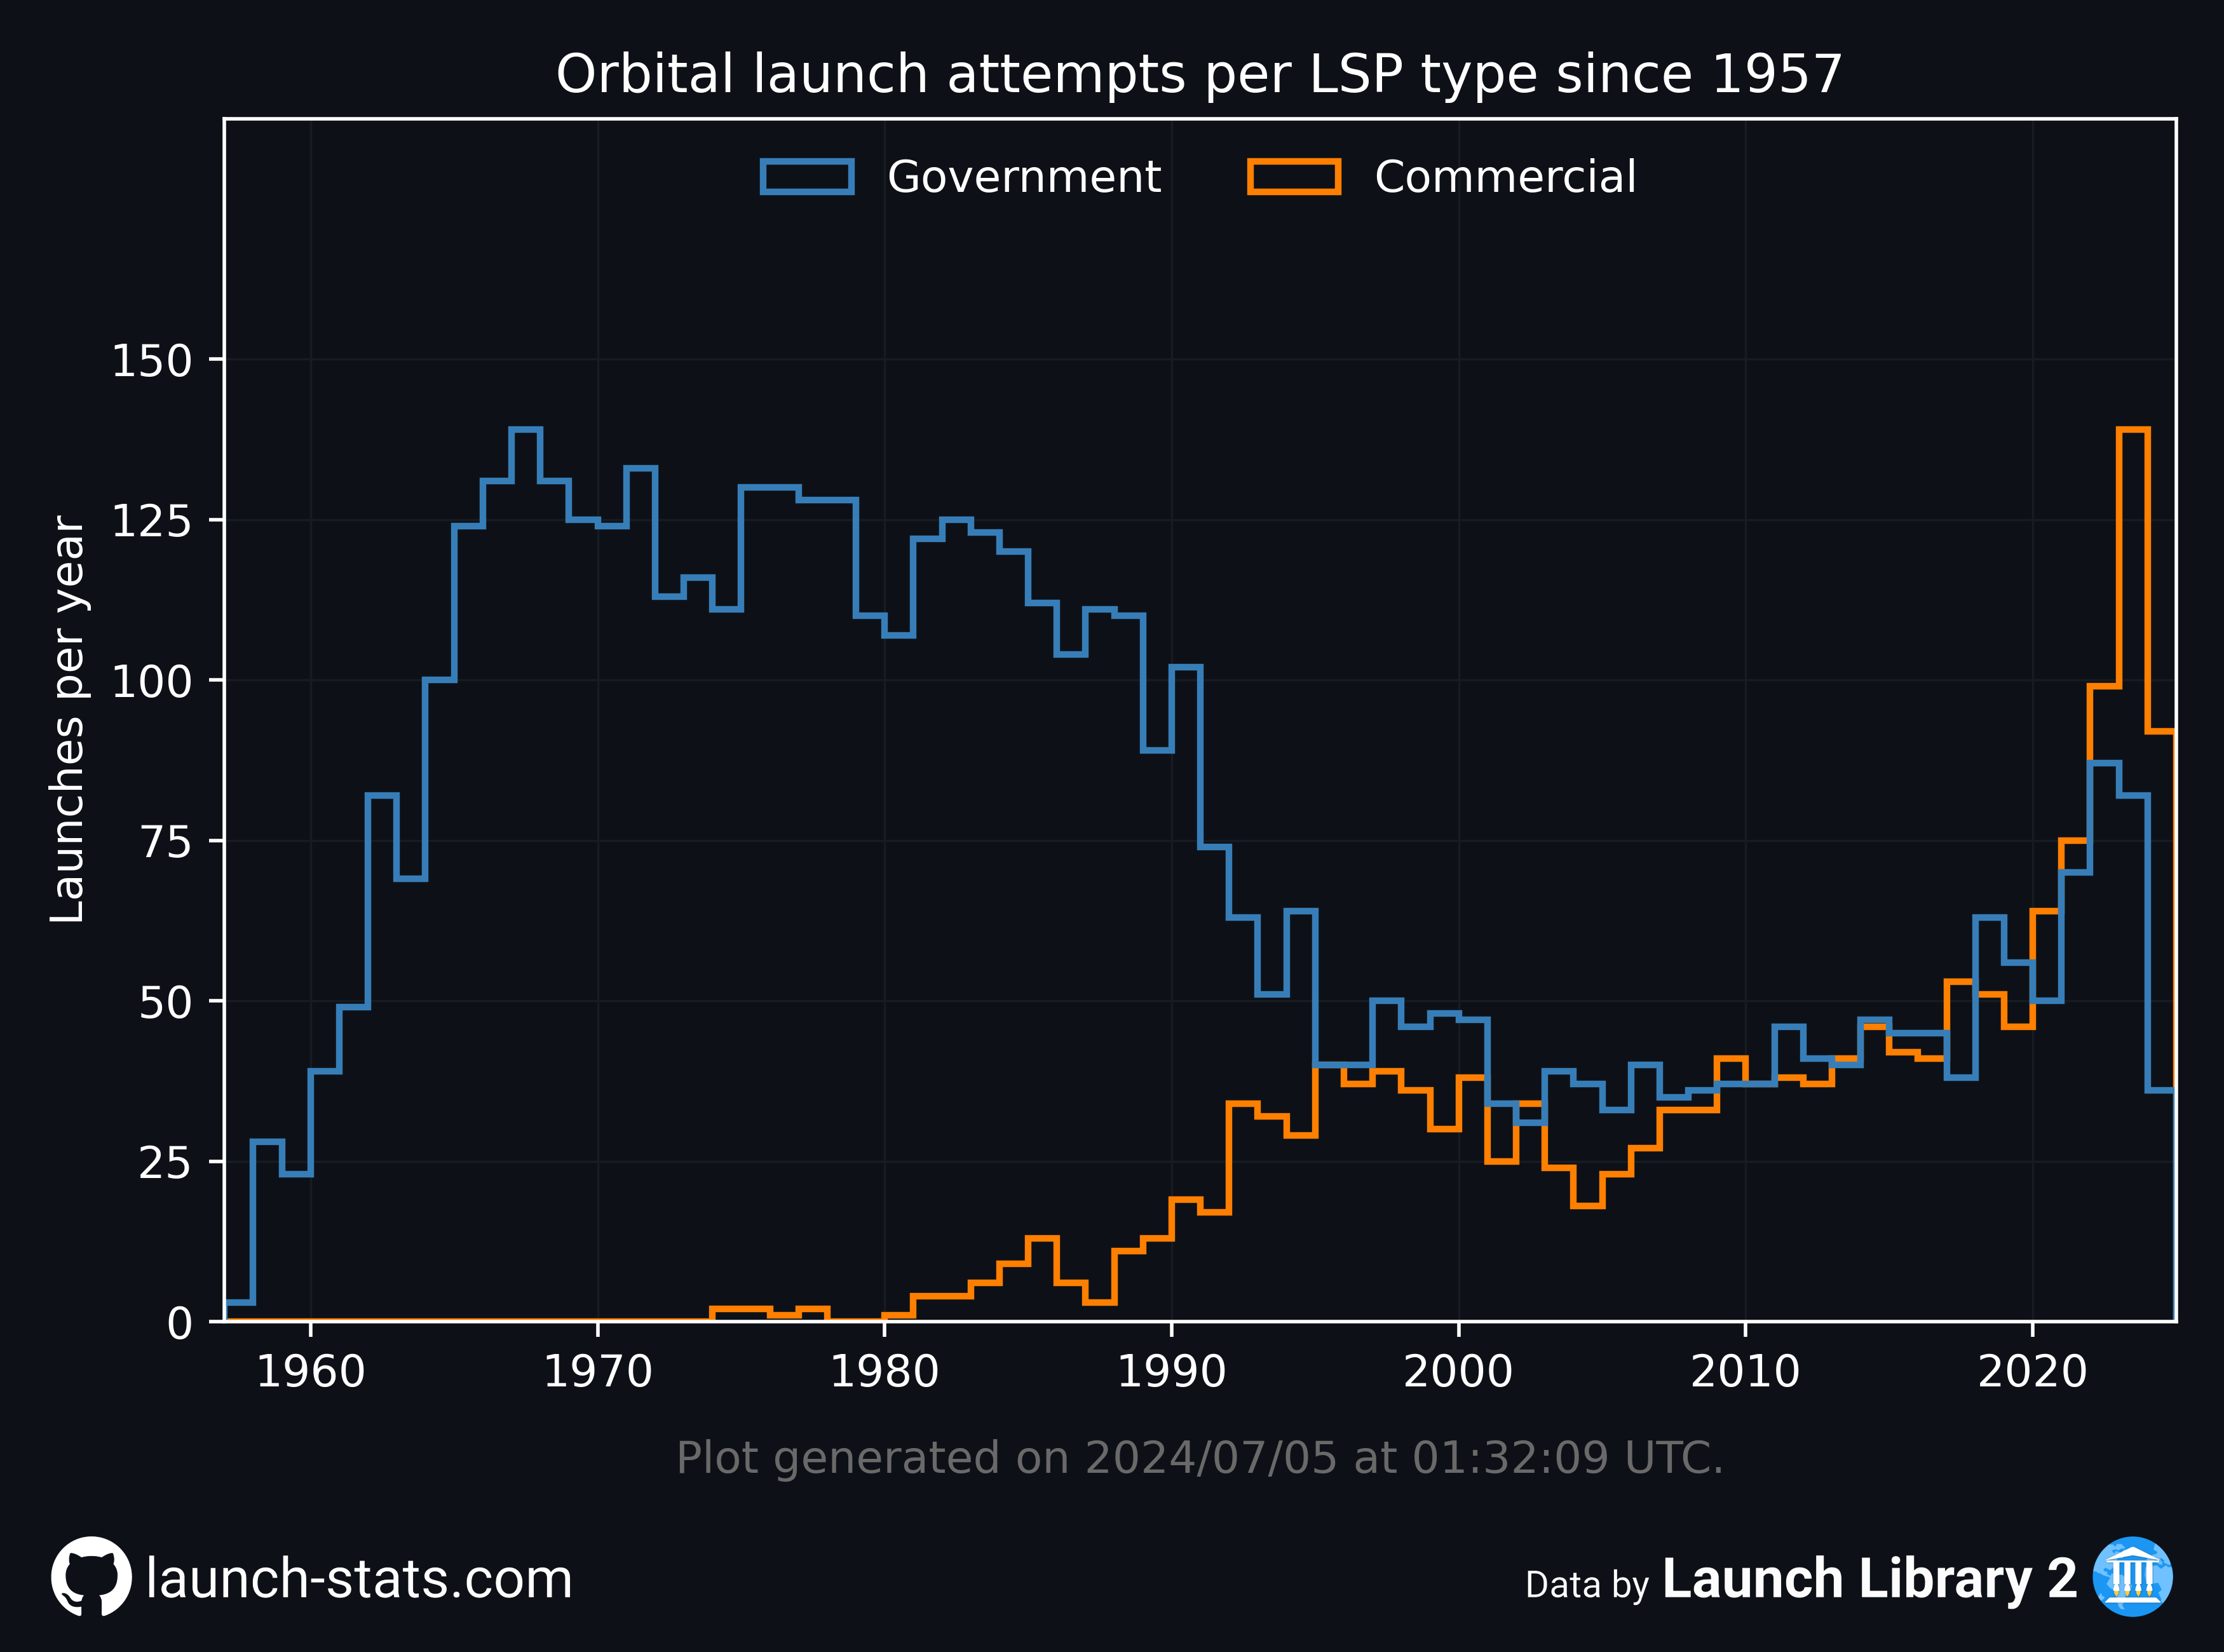 Orbital launch attempts per LSP type since 1957
Government
Commercial
Launches per year
150
125
100
75
50
25
0
1960 1970 1980 1990 2000 2010 2020
Plot generated on 2024/07/05 at 01:32:09 UTC.
launch-stats.com
Data by Launch Library 2